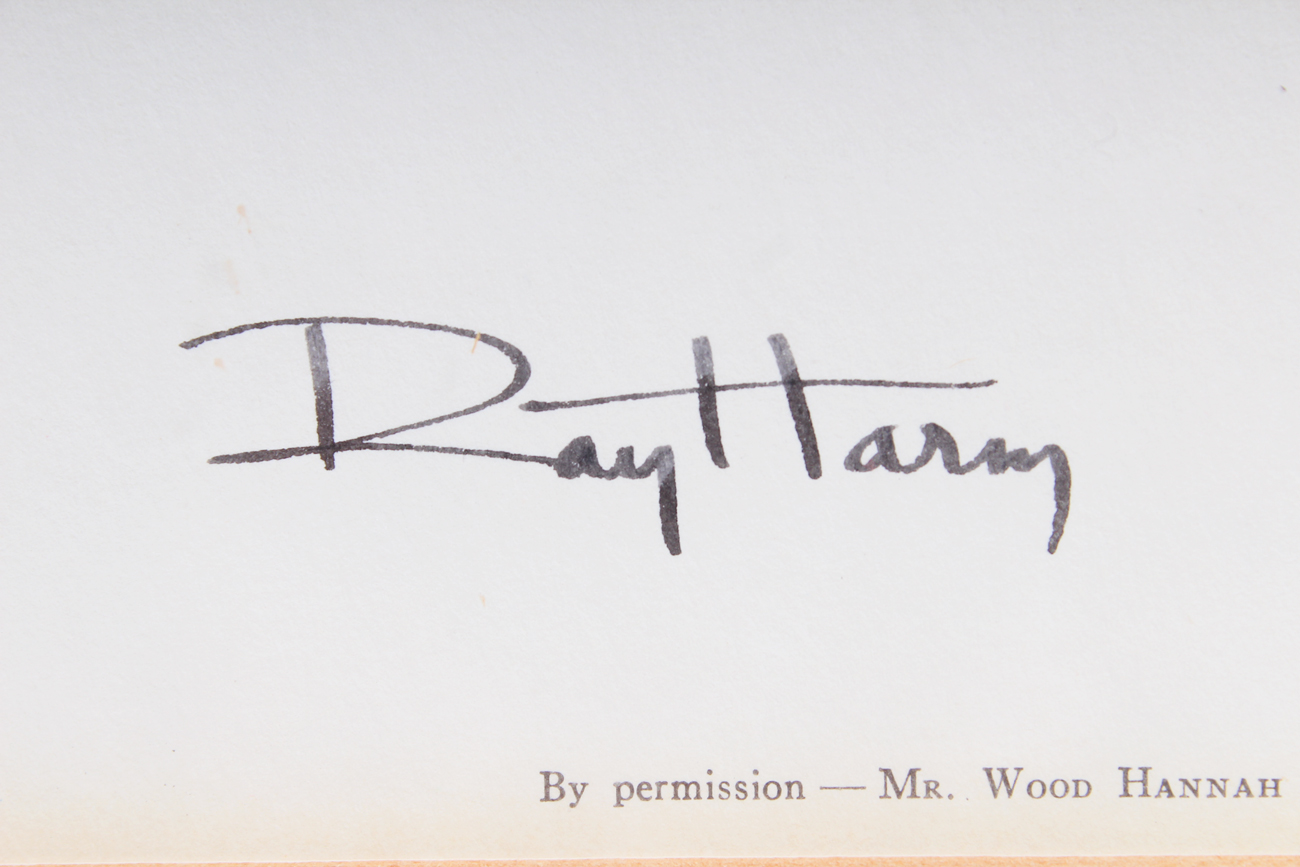 Ray Harm
By permission — Mr. Wood Hannah